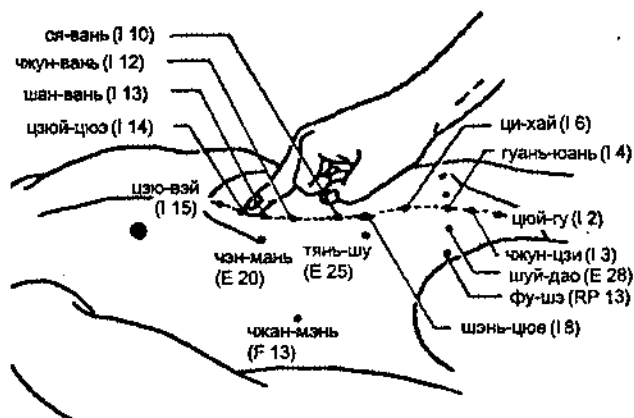 ся-вань (I 10)
чжун-вань (I 12)
шан-вань (I 13)
цзюй-цюэ (I 14)
цзю-вэй
(I 15)
чэн-мань
(E 20)
тянь-шу
(E 25)
чжан-мэнь
(F 13)
ци-хай (I 6)
гуань-юань (I 4)
цюй-гу (I 2)
чжун-цзи (I 3)
шуй-дао (E 28)
фу-шэ (RP 13)
шэнь-цюе (I 8)